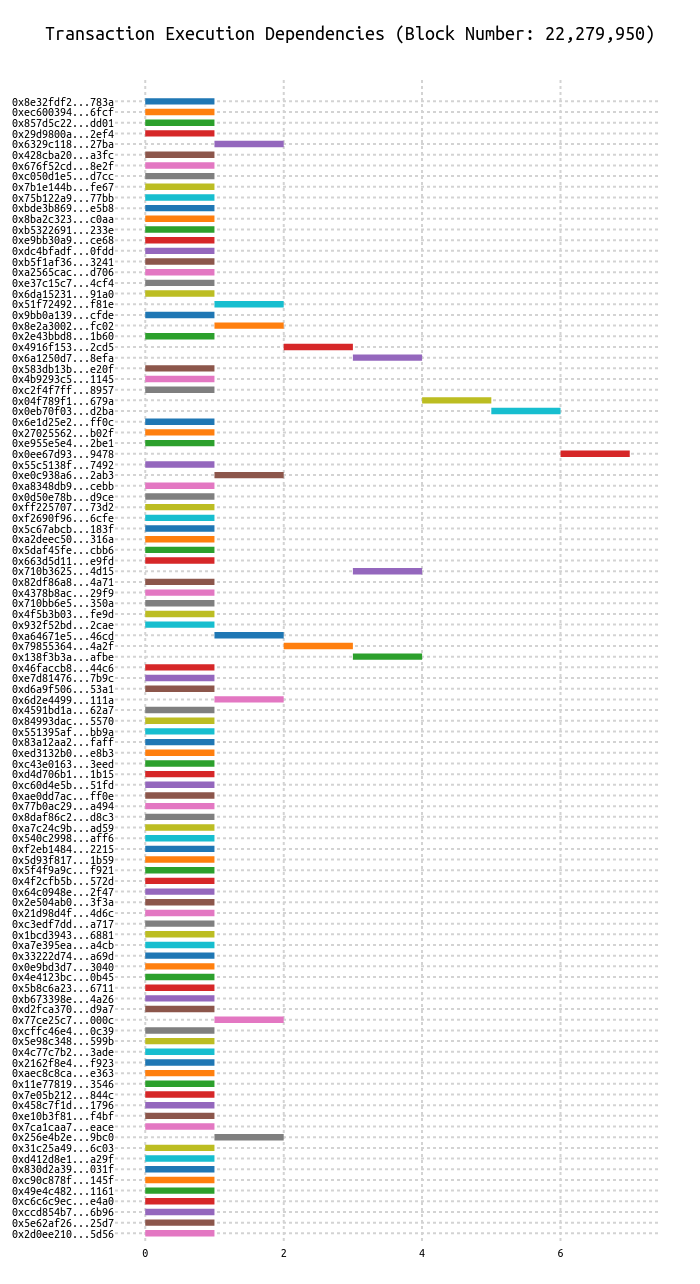 Transaction Execution Dependencies (Block Number: 22,279,950)
0x8e32fdf2...783a
0xec600394...6fcf
0x857d5c22...dd01
0x29d9800a...2ef4
0x6329c118...27ba
0x428cba20...a3fc
0x676f52cd...8e2f
0xc050d1e5...d7cc
0x7b1e144b...fe67
0x75b122a9...77bb
0xbde3b869...e5b8
0x8ba2c323...c0aa
0xb5322691...233e
0xe9bb30a9...ce68
0xdc4bfadf...0fdd
0xb5f1af36...3241
0xa2565cac...d706
0xe37c15c7...4cf4
0x6da15231...91a0
0x51f72492...f81e
0x9bb0a139...cfde
0x8e2a3002...fc02
0x2e43bbd8...1b60
0x4916f153...2cd5
0x6a1250d7...8efa
0x583db13b...e20f
0x4b9293c5...1145
0xc2f4f7ff...8957
0x04f789f1...679a
0x0eb70f03...d2ba
0x6e1d25e2...ff0c
0x27025562...b02f
0xe955e5e4...2be1
0x0ee67d93...9478
0x55c5138f...7492
0xe0c938a6...2ab3
0xa8348db9...cebb
0x0d50e78b...d9ce
0xff225707...73d2
0xf2690f96...6cfe
0x5c67abcb...183f
0xa2deec50...316a
0x5daf45fe...cbb6
0x663d5d11...e9fd
0x710b3625...4d15
0x82df86a8...4a71
0x4378b8ac...29f9
0x710bb6e5...350a
0x4f5b3b03...fe9d
0x932f52bd...2cae
0xa64671e5...46cd
0x79855364...4a2f
0x138f3b3a...afbe
0x46faccb8...44c6
0xe7d81476...7b9c
0xd6a9f506...53a1
0x6d2e4499...111a
0x4591bd1a...62a7
0x84993dac...5570
0x551395af...bb9a
0x83a12aa2...faff
0xed3132b0...e8b3
0xc43e0163...3eed
0xd4d706b1...1b15
0xc60d4e5b...51fd
0xae0dd7ac...ff0e
0x77b0ac29...a494
0x8daf86c2...d8c3
0xa7c24c9b...ad59
0x540c2998...aff6
0xf2eb1484...2215
0x5d93f817...1b59
0x5f4f9a9c...f921
0x4f2cfb5b...572d
0x64c0948e...2f47
0x2e504ab0...3f3a
0x21d98d4f...4d6c
0xc3edf7dd...a717
0x1bcd3943...6881
0xa7e395ea...a4cb
0x33222d74...a69d
0x0e9bd3d7...3040
0x4e4123bc...0b45
0x5b8c6a23...6711
0xb673398e...4a26
0xd2fca370...d9a7
0x77ce25c7...000c
0xcffc46e4...0c39
0x5e98c348...599b
0x4c77c7b2...3ade
0x2162f8e4...f923
0xaec8c8ca...e363
0x11e77819...3546
0x7e05b212...844c
0x458c7f1d...1796
0xe10b3f81...f4bf
0x7ca1caa7...eace
0x256e4b2e...9bc0
0x31c25a49...6c03
0xd412d8e1...a29f
0x830d2a39...031f
0xc90c878f...145f
0x49e4c482...1161
0xc6c6c9ec...e4a0
0xccd854b7...6b96
0x5e62af26...25d7
0x2d0ee210...5d56
0 2 4 6